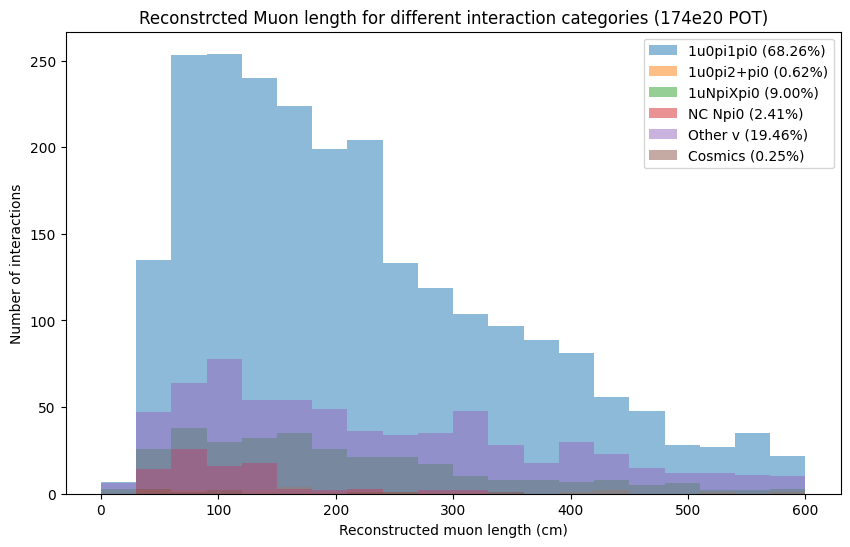 Reconstrcted Muon length for different interaction categories (174e20 POT)
1u0pi1pi0 (68.26%)
1u0pi2+pi0 (0.62%)
1uNpiXpi0 (9.00%)
NC Npi0 (2.41%)
Other v (19.46%)
Cosmics (0.25%)
Number of interactions
250
200
150
100
50
0
0 100 200 300 400 500 600
Reconstructed muon length (cm)